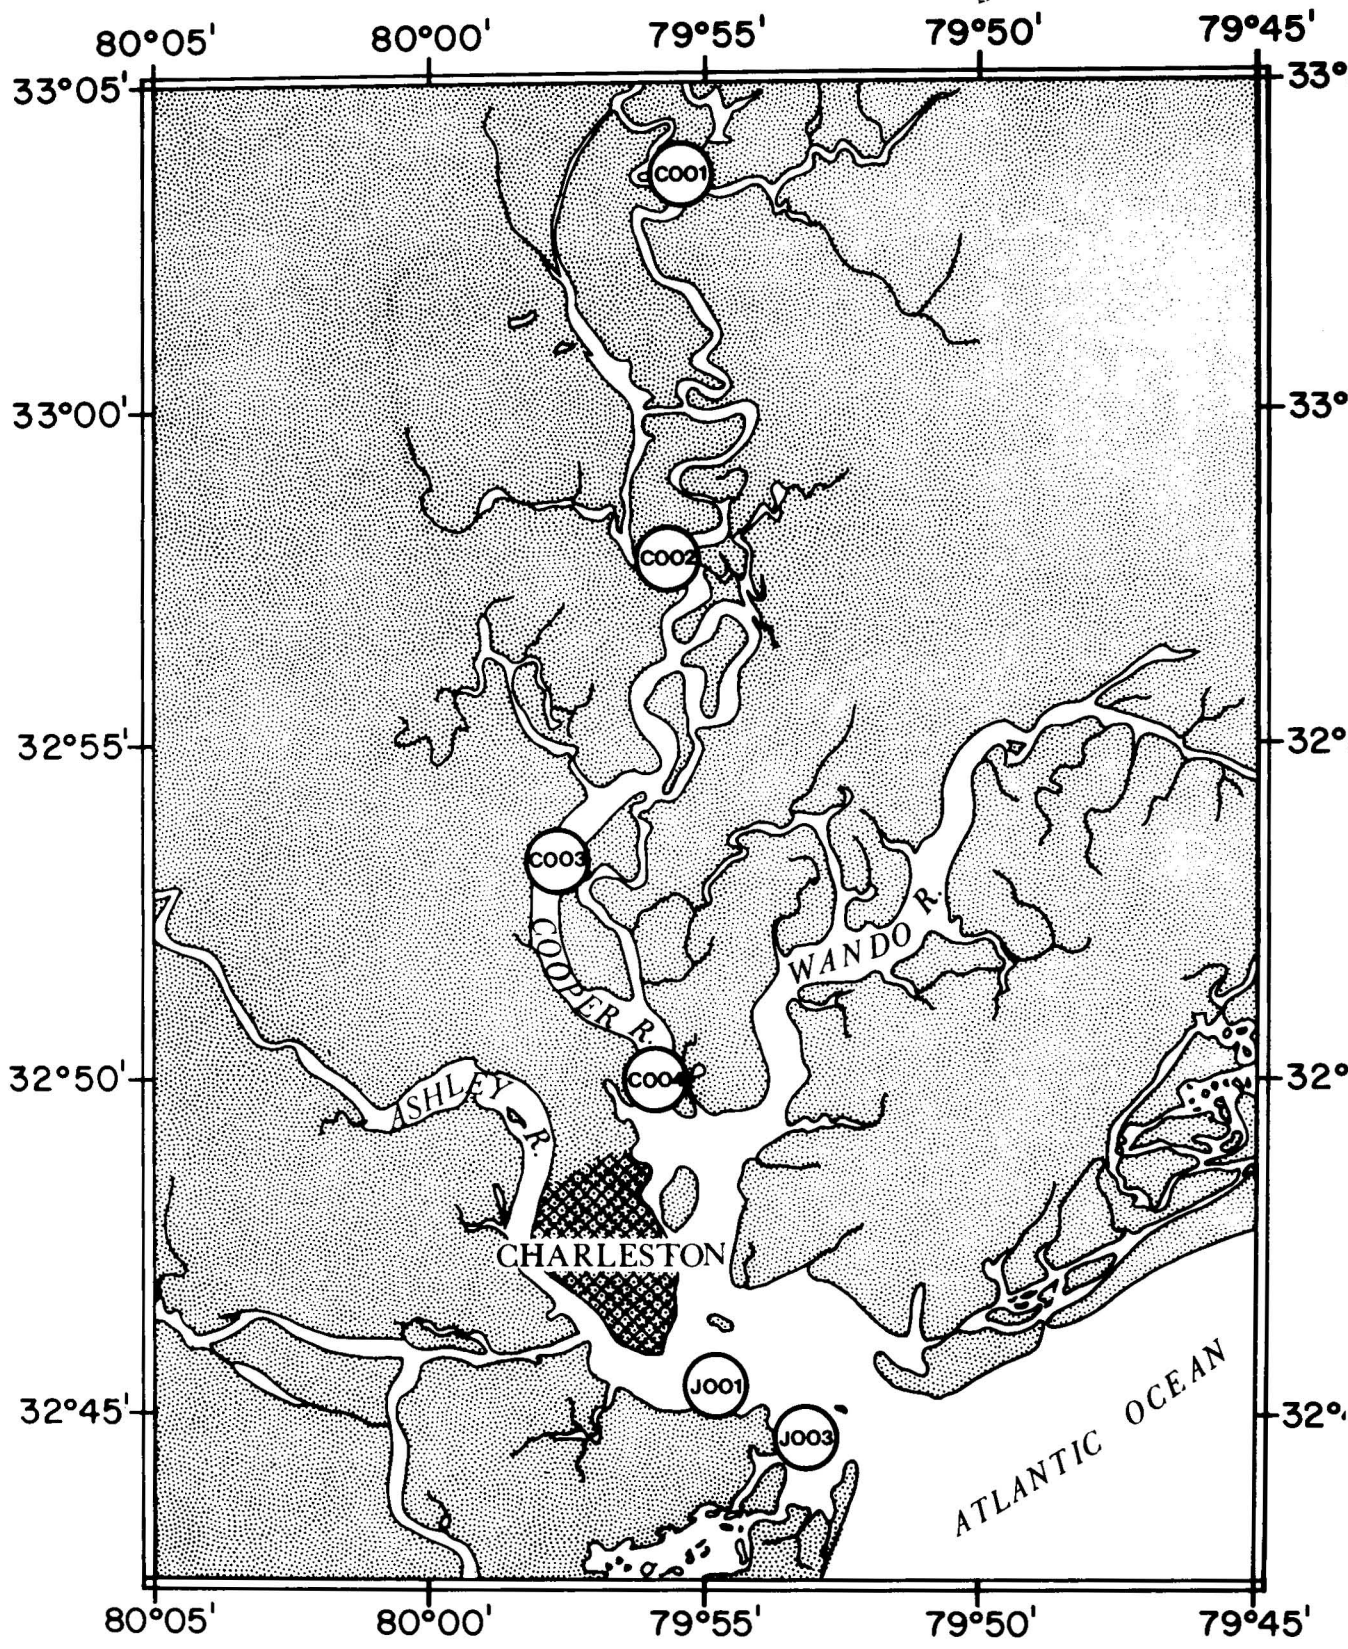 80°05' 80°00' 79°55' 79°50' 79°45'
33°05' 33°
C001
33°00' 33°
C002
32°55' 32°
C003
WANDO R.
COOPER R.
32°50' 32°
C004
ASHLEY R.
CHARLESTON
J001
32°45' 32°
J003
ATLANTIC OCEAN
80°05' 80°00' 79°55' 79°50' 79°45'